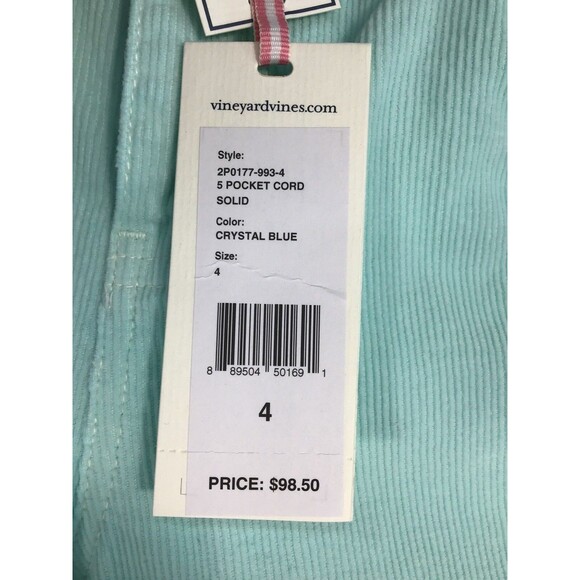 vineyardvines.com
Style:
2P0177-993-4
5 POCKET CORD
SOLID
Color:
CRYSTAL BLUE
Size:
4
8 89504 50169 1
4
PRICE: $98.50